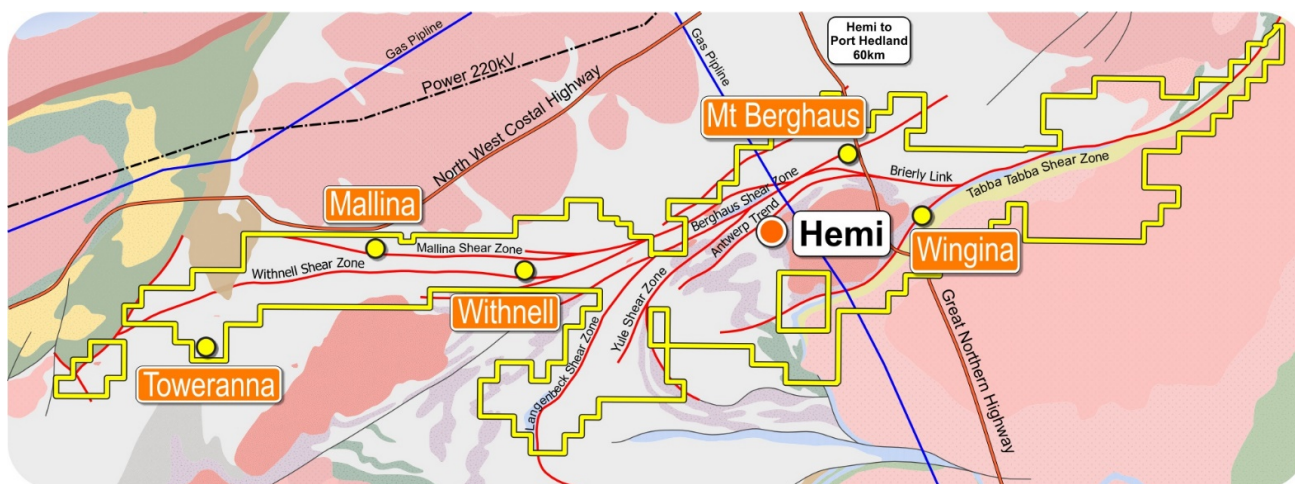 Hemi to
Port Hedland
60km
Gas Pipline
Gas Pipline
Power 220kV
North West Costal Highway
Mt Berghaus
Mallina
Berghaus Shear Zone
Brierly Link
Tabba Tabba Shear Zone
Antwerp Trend
Hemi
Wingina
Mallina Shear Zone
Withnell Shear Zone
Withnell
Yule Shear Zone
Langenbeck Shear Zone
Great Northern Highway
Toweranna